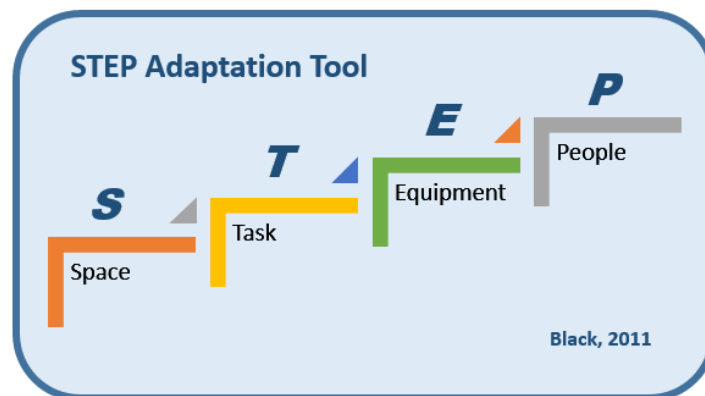 STEP Adaptation Tool
S
Space
T
Task
E
Equipment
P
People
Black, 2011